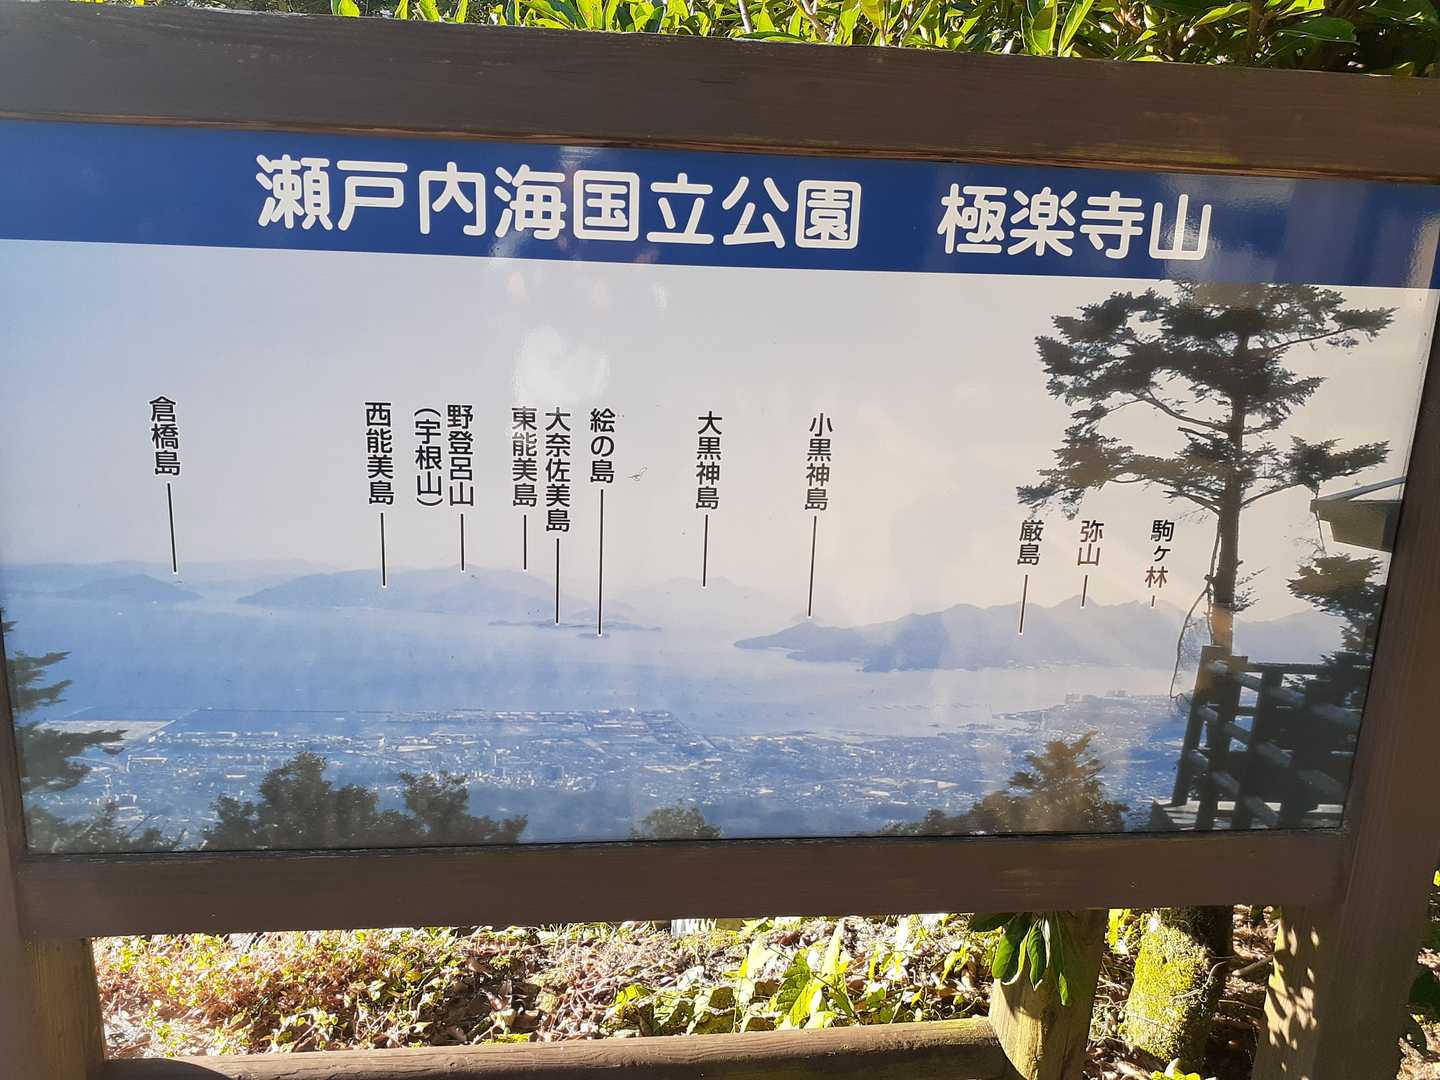 瀬戸内海国立公園　極楽寺山
倉橋島
西能美島
野登呂山
（宇根山）
東能美島
大奈佐美島
絵の島
大黒神島
小黒神島
厳島
弥山
駒ヶ林